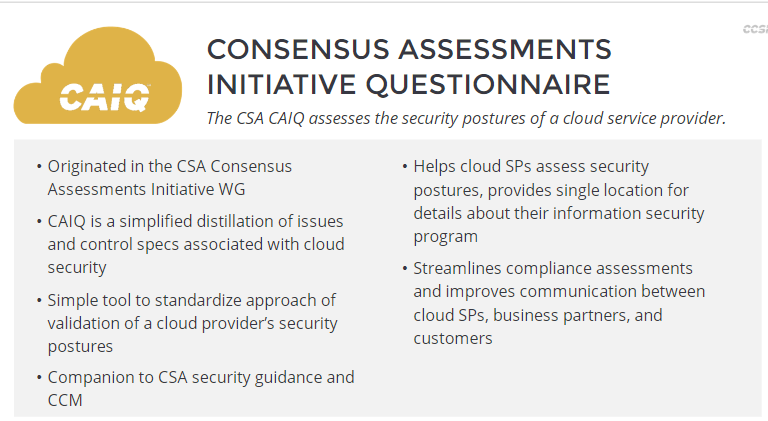 CAIQ
CONSENSUS ASSESSMENTS
INITIATIVE QUESTIONNAIRE
The CSA CAIQ assesses the security postures of a cloud service provider.
• Originated in the CSA Consensus
Assessments Initiative WG
• CAIQ is a simplified distillation of issues
and control specs associated with cloud
security
• Simple tool to standardize approach of
validation of a cloud provider's security
postures
• Companion to CSA security guidance and
CCM
• Helps cloud SPs assess security
postures, provides single location for
details about their information security
program
• Streamlines compliance assessments
and improves communication between
cloud SPs, business partners, and
customers